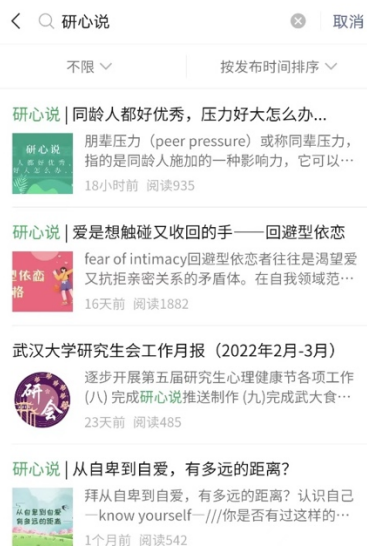 研心说
取消
不限
按发布时间排序
研心说 | 同龄人都好优秀，压力好大怎么办...
研心说
人都好优秀，压
好大怎么办，
朋辈压力（peer pressure）或称同辈压力，
指的是同龄人施加的一种影响力，它可以…
18小时前 阅读935
研心说 | 爱是想触碰又收回的手——回避型依恋
型依恋
格
fear of intimacy回避型依恋者往往是渴望爱
又抗拒亲密关系的矛盾体。在自我领域范…
16天前 阅读1882
武汉大学研究生会工作月报（2022年2月-3月）
研
会
逐步开展第五届研究生心理健康节各项工作
(八) 完成研心说推送制作 (九)完成武大食…
23天前 阅读485
研心说 | 从自卑到自爱，有多远的距离？
从自卑到自爱
有多远的距离
拜从自卑到自爱，有多远的距离？认识自己
—know yourself—///你是否有过这样的…
1个月前 阅读542